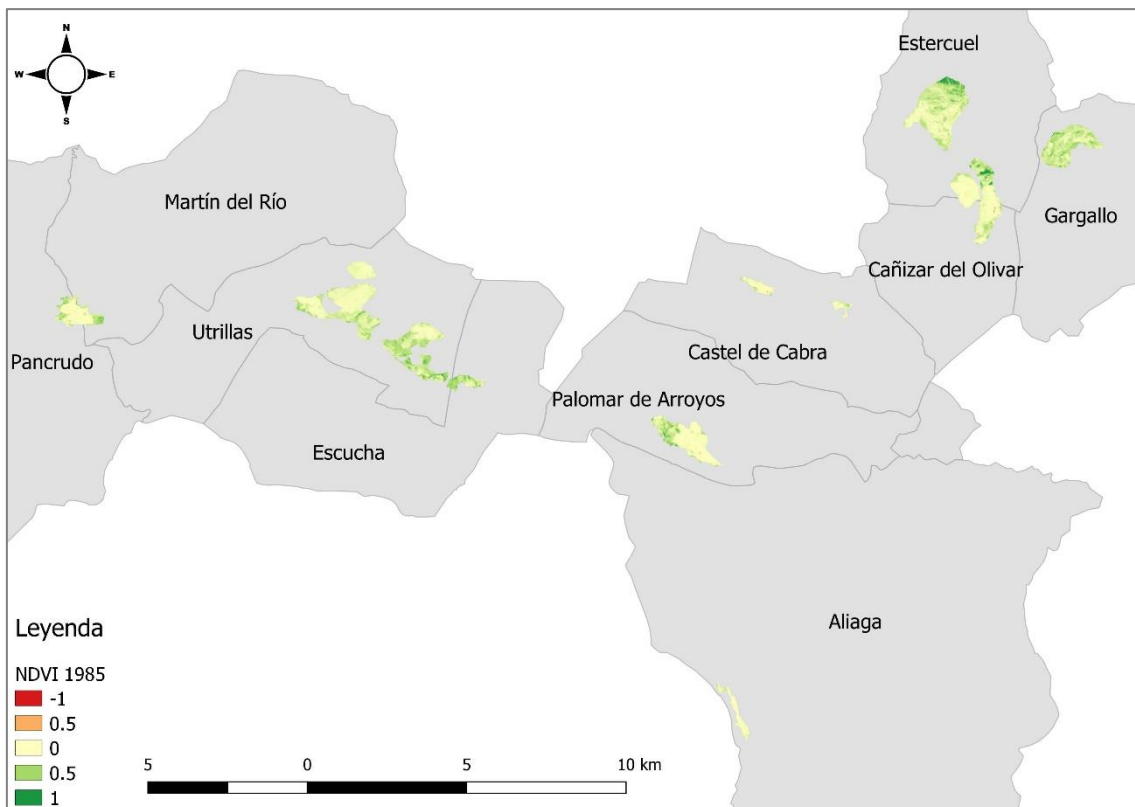 N
W E
S
Estercuel
Martín del Río
Gargallo
Cañizar del Olivar
Utrillas
Pancrudo
Castel de Cabra
Palomar de Arroyos
Escucha
Aliaga
Leyenda
NDVI 1985
-1
0.5
0
0.5
1
5 0 5 10 km